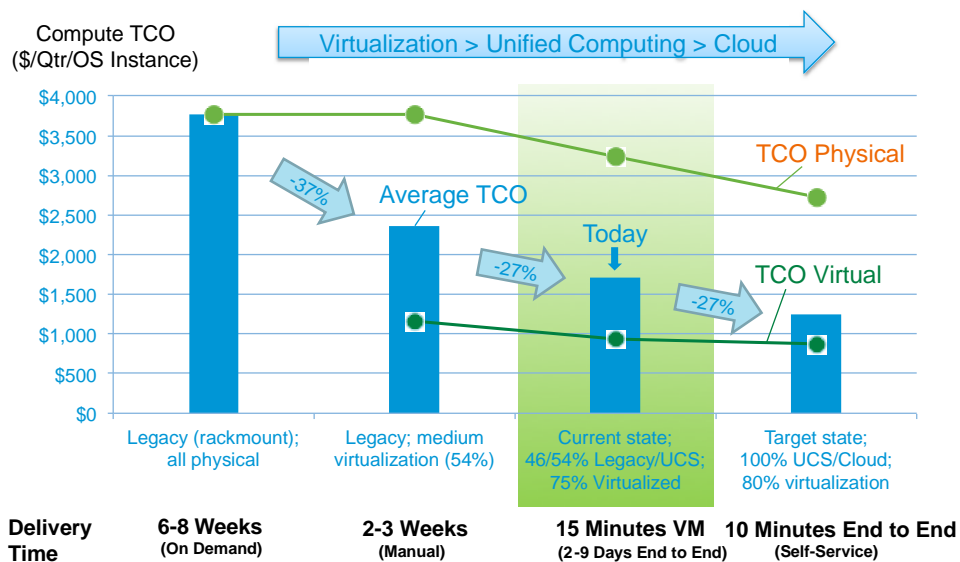 Compute TCO
($/Qtr/OS Instance)
Virtualization > Unified Computing > Cloud
$4,000
$3,500
$3,000
$2,500
$2,000
$1,500
$1,000
$500
$0
TCO Physical
-37%
Average TCO
Today
-27%
TCO Virtual
-27%
Legacy (rackmount);
all physical
Legacy; medium
virtualization (54%)
Current state;
46/54% Legacy/UCS;
75% Virtualized
Target state;
100% UCS/Cloud;
80% virtualization
Delivery
Time
6-8 Weeks
(On Demand)
2-3 Weeks
(Manual)
15 Minutes VM
(2-9 Days End to End)
10 Minutes End to End
(Self-Service)